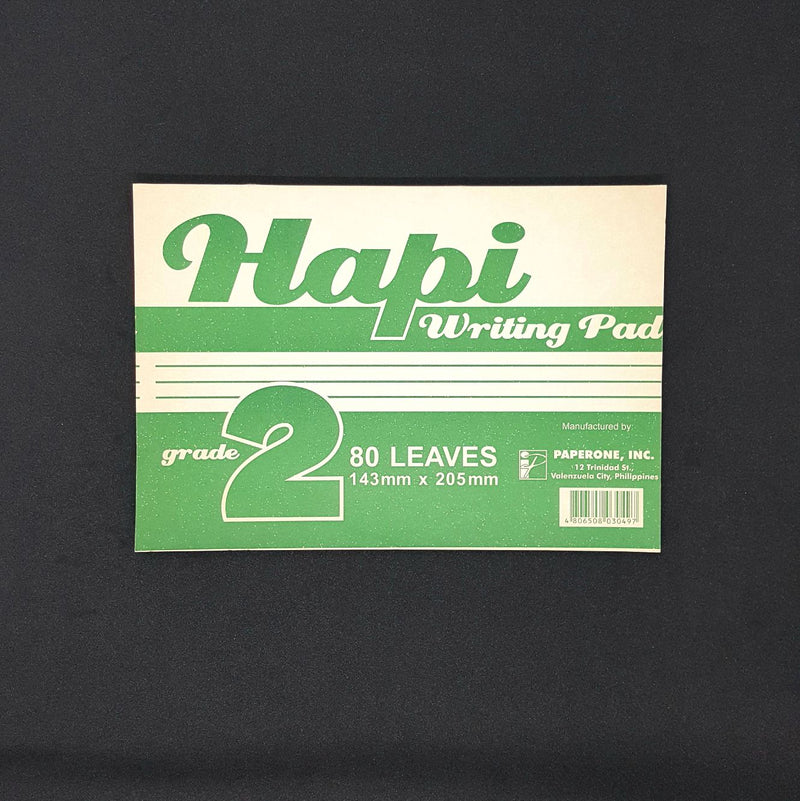 Hapi
Writing Pad
grade 2
80 LEAVES
143mm x 205mm
Manufactured by:
PAPERONE, INC.
12 Trinidad St.,
Valenzuela City, Philippines
4 806508 030497